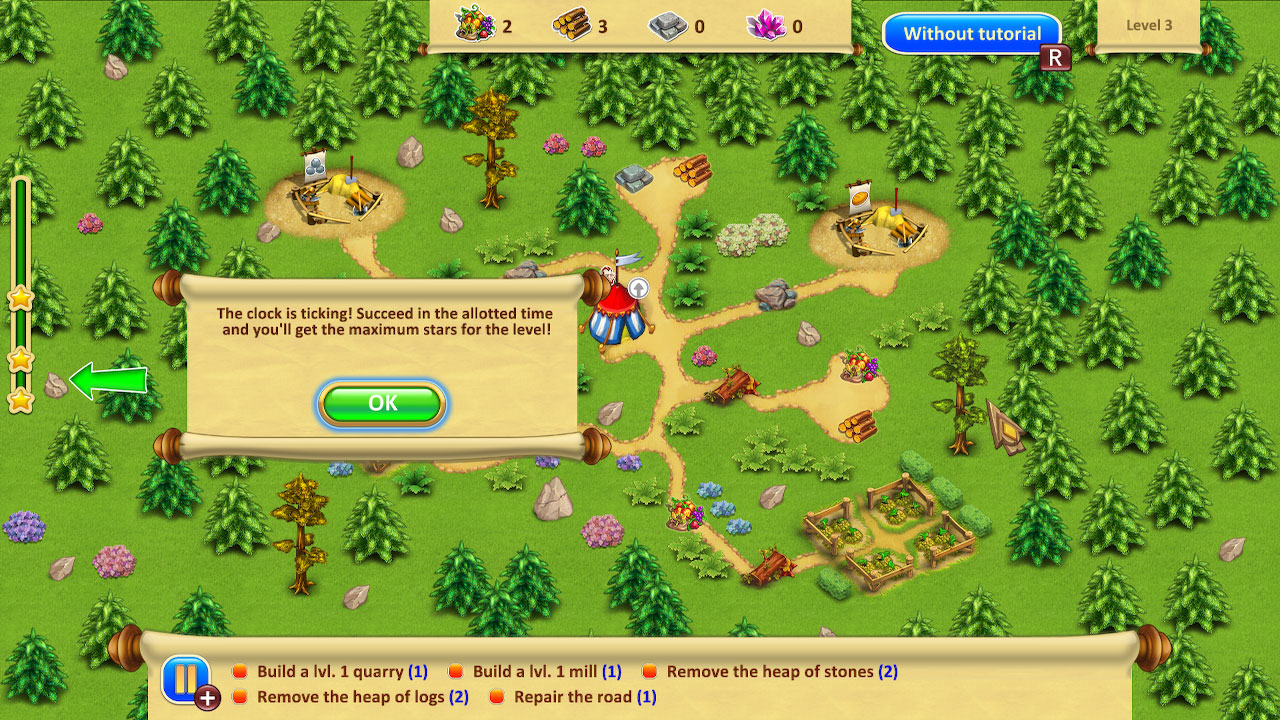 2 3 0 0
Without tutorial
R
Level 3
The clock is ticking! Succeed in the allotted time
and you'll get the maximum stars for the level!
OK
Build a lvl. 1 quarry (1) Build a lvl. 1 mill (1) Remove the heap of stones (2)
Remove the heap of logs (2) Repair the road (1)